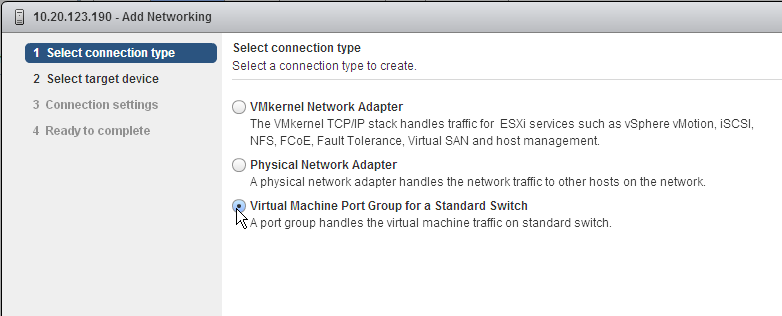 10.20.123.190 - Add Networking
1 Select connection type
2 Select target device
3 Connection settings
4 Ready to complete
Select connection type
Select a connection type to create.
VMkernel Network Adapter
The VMkernel TCP/IP stack handles traffic for ESXi services such as vSphere vMotion, iSCSI,
NFS, FCoE, Fault Tolerance, Virtual SAN and host management.
Physical Network Adapter
A physical network adapter handles the network traffic to other hosts on the network.
Virtual Machine Port Group for a Standard Switch
A port group handles the virtual machine traffic on standard switch.